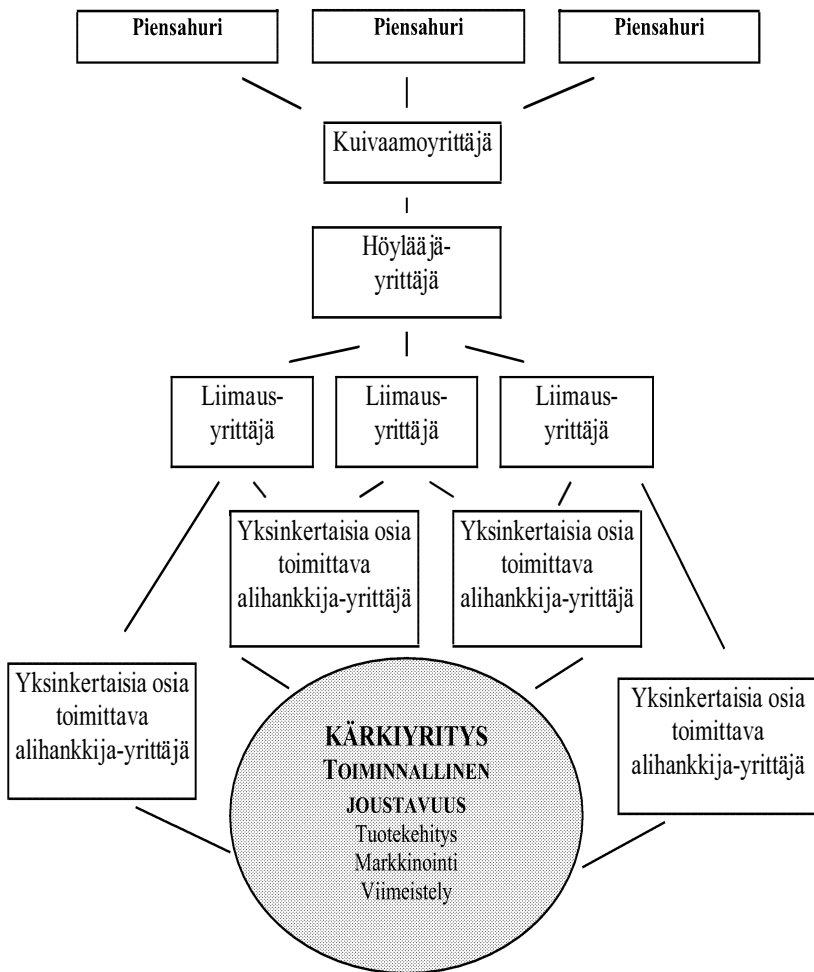 Piensahuri
Piensahuri
Piensahuri
Kuivaamoyrittäjä
Höylääjä-
yrittäjä
Liimaus-
yrittäjä
Liimaus-
yrittäjä
Liimaus-
yrittäjä
Yksinkertaisia osia
toimittava
alihankkija-yrittäjä
Yksinkertaisia osia
toimittava
alihankkija-yrittäjä
Yksinkertaisia osia
toimittava
alihankkija-yrittäjä
Yksinkertaisia osia
toimittava
alihankkija-yrittäjä
KÄRKIYRITYS
TOIMINNALLINEN
JOUSTAVUUS
Tuotekehitys
Markkinointi
Viimeistely